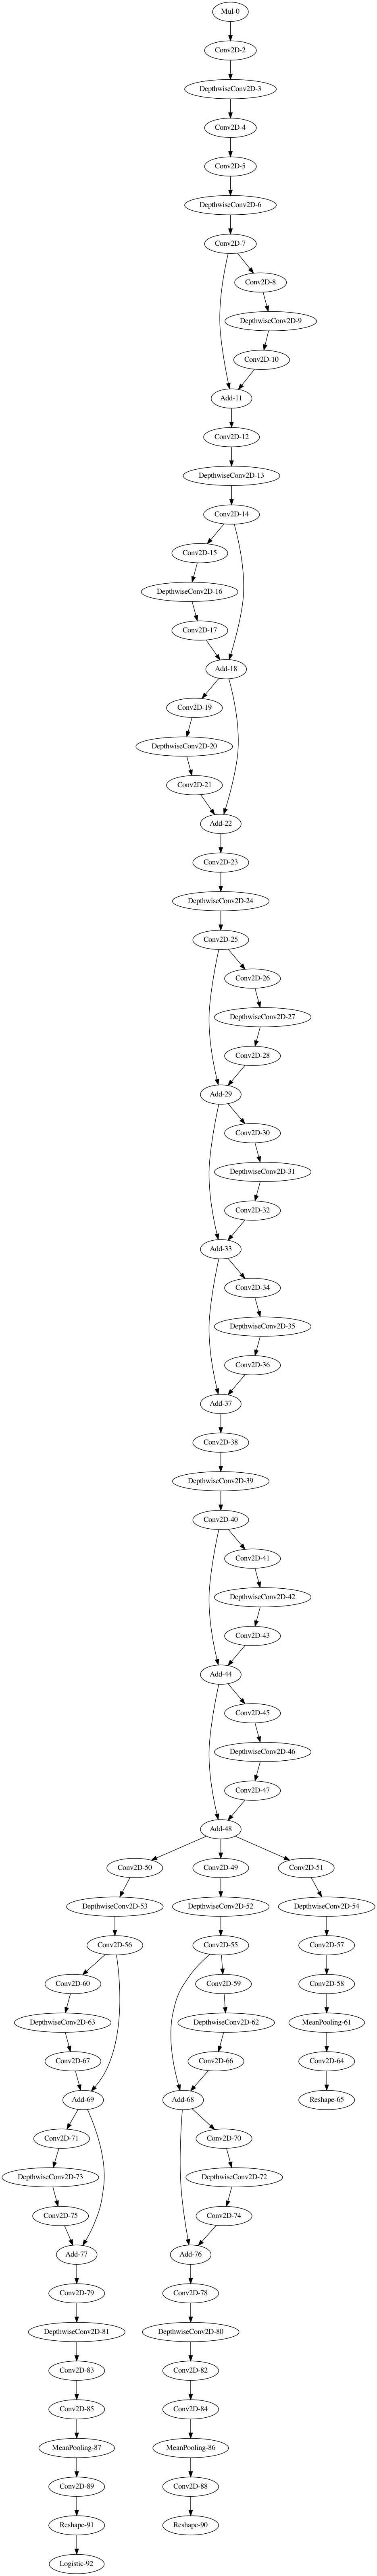 Mul-0
Conv2D-2
DepthwiseConv2D-3
Conv2D-4
Conv2D-5
DepthwiseConv2D-6
Conv2D-7
Conv2D-8
DepthwiseConv2D-9
Conv2D-10
Add-11
Conv2D-12
DepthwiseConv2D-13
Conv2D-14
Conv2D-15
DepthwiseConv2D-16
Conv2D-17
Add-18
Conv2D-19
DepthwiseConv2D-20
Conv2D-21
Add-22
Conv2D-23
DepthwiseConv2D-24
Conv2D-25
Conv2D-26
DepthwiseConv2D-27
Conv2D-28
Add-29
Conv2D-30
DepthwiseConv2D-31
Conv2D-32
Add-33
Conv2D-34
DepthwiseConv2D-35
Conv2D-36
Add-37
Conv2D-38
DepthwiseConv2D-39
Conv2D-40
Conv2D-41
DepthwiseConv2D-42
Conv2D-43
Add-44
Conv2D-45
DepthwiseConv2D-46
Conv2D-47
Add-48
Conv2D-50
Conv2D-49
Conv2D-51
DepthwiseConv2D-53
DepthwiseConv2D-52
DepthwiseConv2D-54
Conv2D-56
Conv2D-55
Conv2D-57
Conv2D-60
Conv2D-59
Conv2D-58
DepthwiseConv2D-63
DepthwiseConv2D-62
MeanPooling-61
Conv2D-67
Conv2D-66
Conv2D-64
Add-69
Add-68
Reshape-65
Conv2D-71
Conv2D-70
DepthwiseConv2D-73
DepthwiseConv2D-72
Conv2D-75
Conv2D-74
Add-77
Add-76
Conv2D-79
Conv2D-78
DepthwiseConv2D-81
DepthwiseConv2D-80
Conv2D-83
Conv2D-82
Conv2D-85
Conv2D-84
MeanPooling-87
MeanPooling-86
Conv2D-89
Conv2D-88
Reshape-91
Reshape-90
Logistic-92